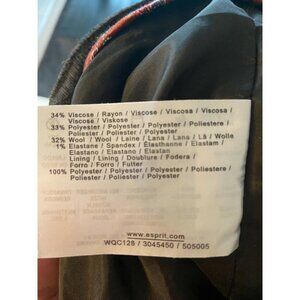 34% Viscose / Rayon / Viscose / Viscosa / Viscosa /
Viscose / Viskose
33% Polyester / Polyester / Polyester / Poliestere /
Poliester / Poliester / Polyester
32% Wool / Wool / Laine / Lana / Lana / Lã / Wolle
1% Elastane / Spandex / Élasthanne / Elastam /
Elastano / Elastano / Elastan
Lining / Lining / Doublure / Fodera /
Forro / Forro / Futter
100% Polyester / Polyester / Polyester / Poliestere /
Poliester / Poliester / Polyester
www.esprit.com
WQC128 / 3045450 / 505005